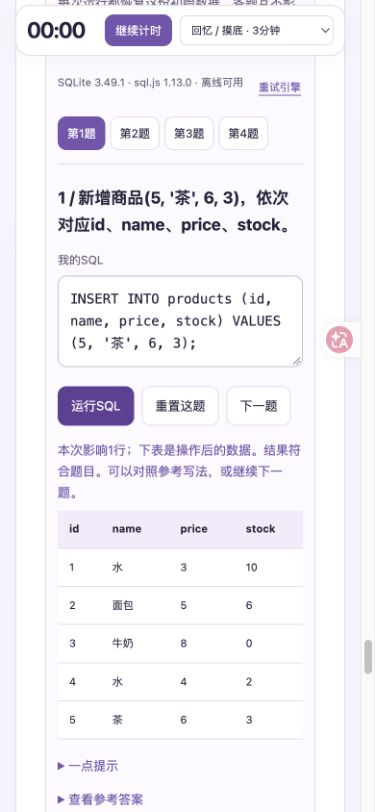 00:00 继续计时 回忆 / 摸底 · 3分钟
SQLite 3.49.1 · sql.js 1.13.0 · 离线可用 重试引擎
第1题 第2题 第3题 第4题
1 / 新增商品(5, '茶', 6, 3)，依次
对应id、name、price、stock。
我的SQL
INSERT INTO products (id,
name, price, stock) VALUES
(5, '茶', 6, 3);
运行SQL 重置这题 下一题
本次影响1行；下表是操作后的数据。结果符
合题目。可以对照参考写法，或继续下一
题。
id name price stock
1 水 3 10
2 面包 5 6
3 牛奶 8 0
4 水 4 2
5 茶 6 3
▶ 一点提示
▶ 查看参考答案